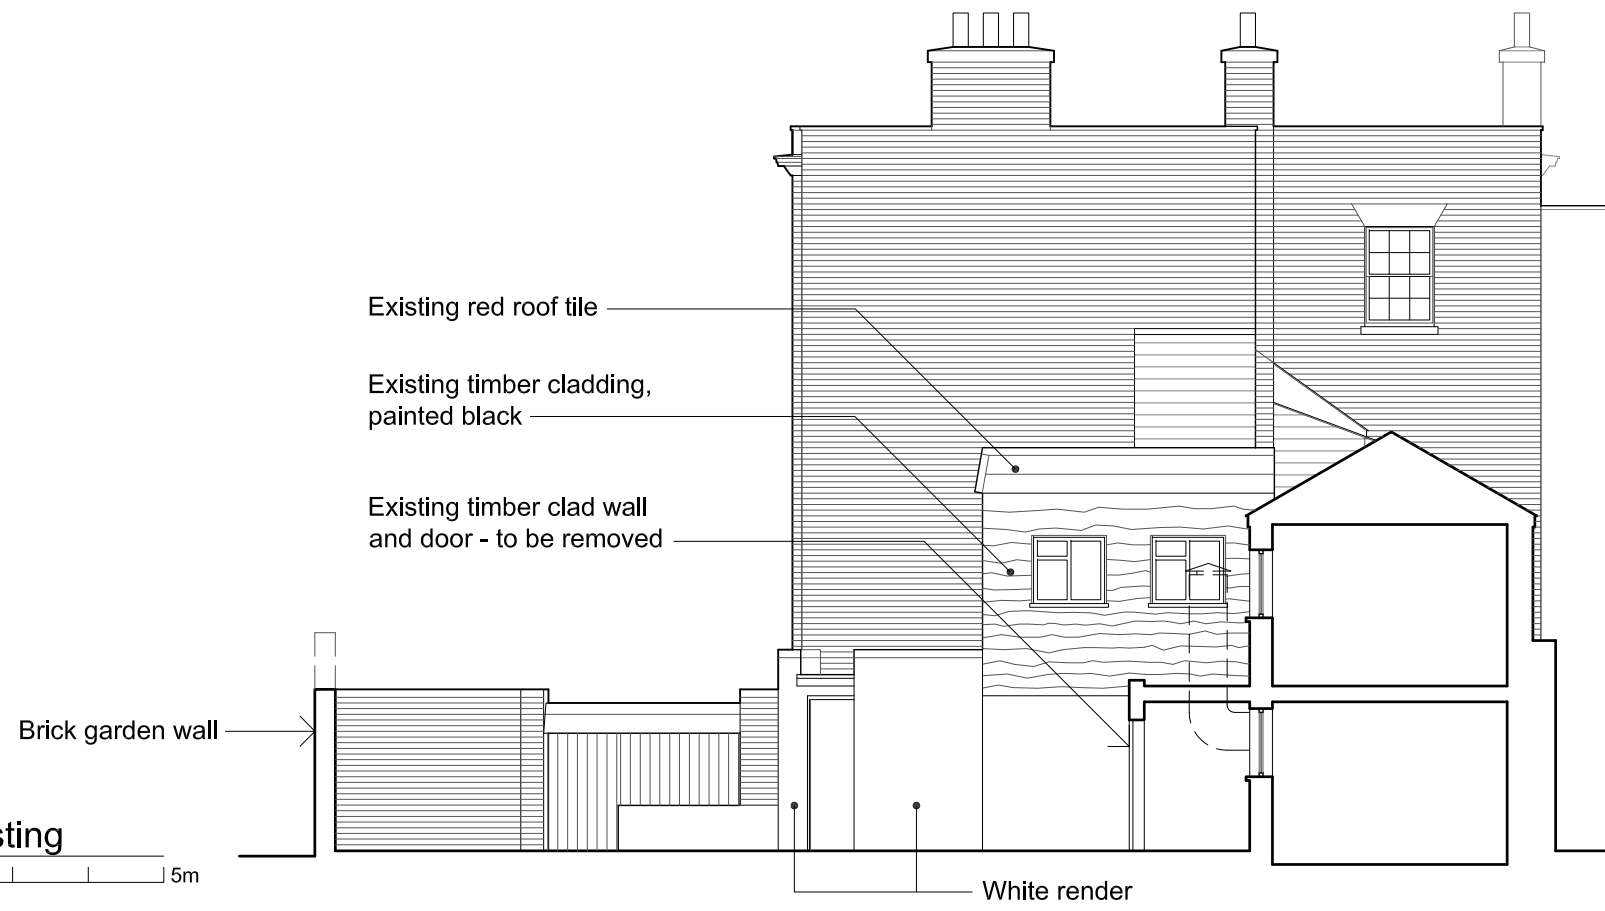 Existing red roof tile
Existing timber cladding,
painted black
Existing timber clad wall
and door - to be removed
Brick garden wall
sting
5m
White render